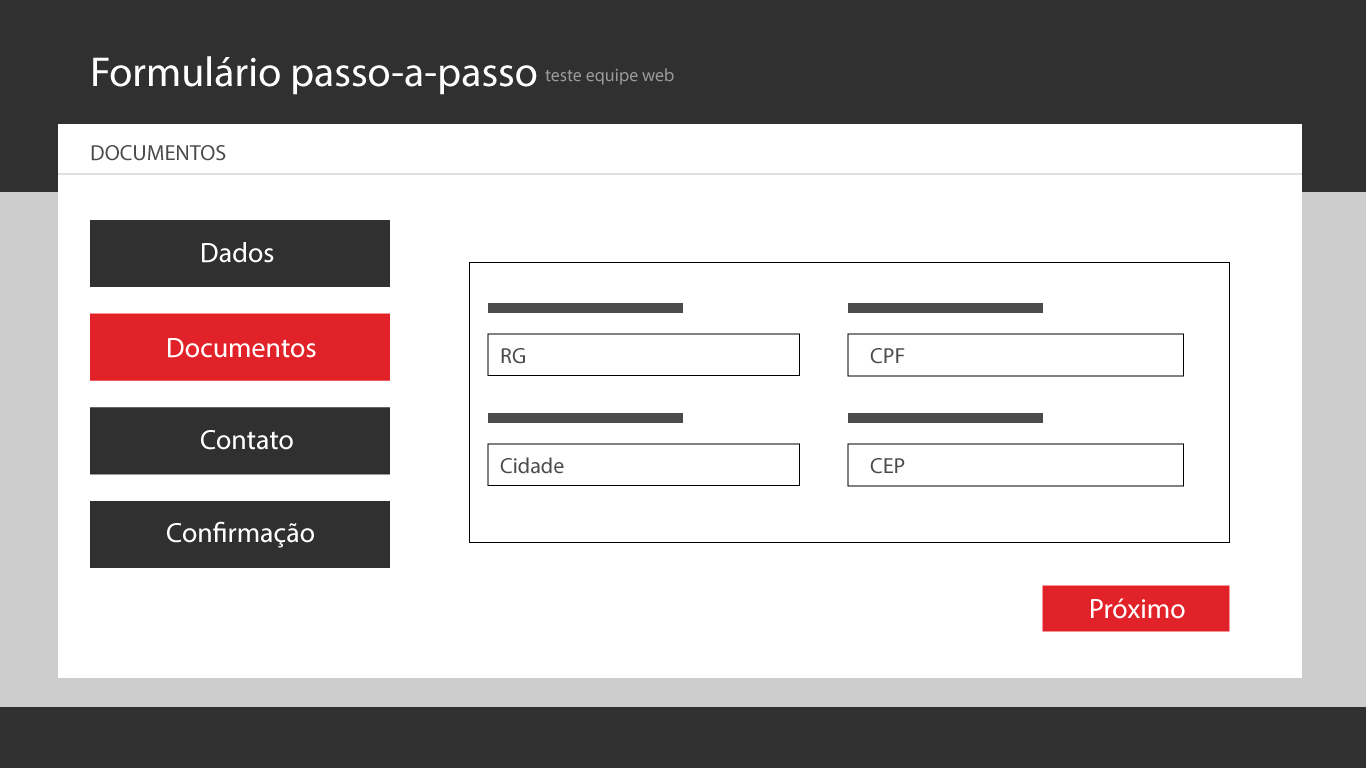 Formulário passo-a-passo teste equipe web
DOCUMENTOS
Dados
Documentos
Contato
Confirmação
RG
CPF
Cidade
CEP
Próximo